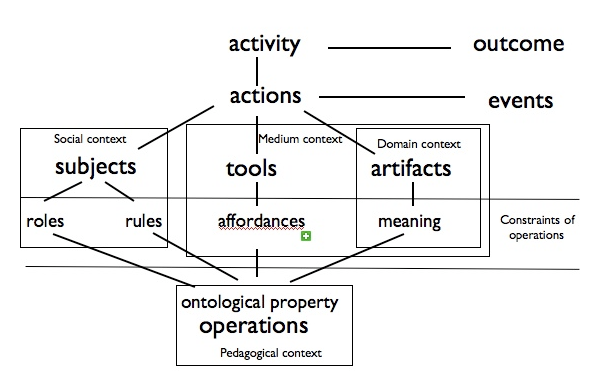 activity outcome
actions events
Social context Medium context Domain context
subjects tools artifacts
roles rules affordances meaning Constraints of
operations
ontological property
operations
Pedagogical context